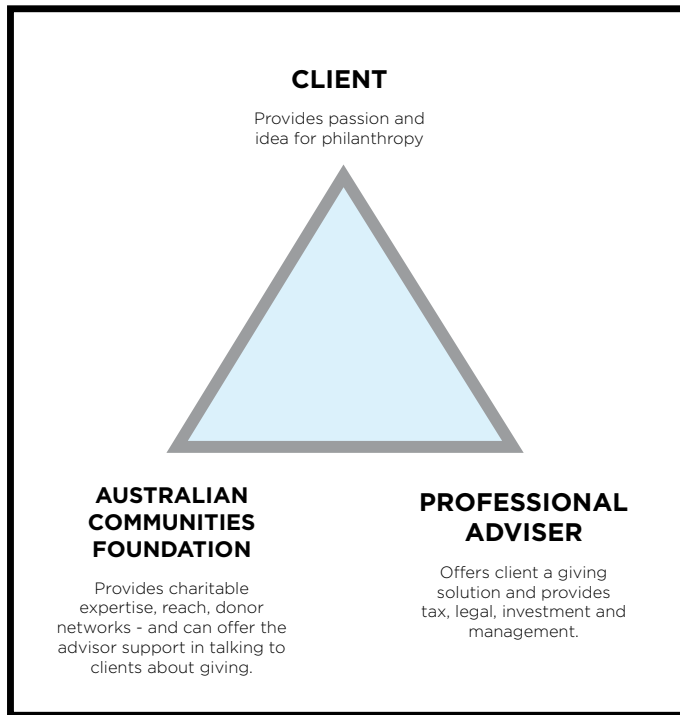 CLIENT
Provides passion and
idea for philanthropy
AUSTRALIAN
COMMUNITIES
FOUNDATION
Provides charitable
expertise, reach, donor
networks - and can offer the
advisor support in talking to
clients about giving.
PROFESSIONAL
ADVISER
Offers client a giving
solution and provides
tax, legal, investment and
management.